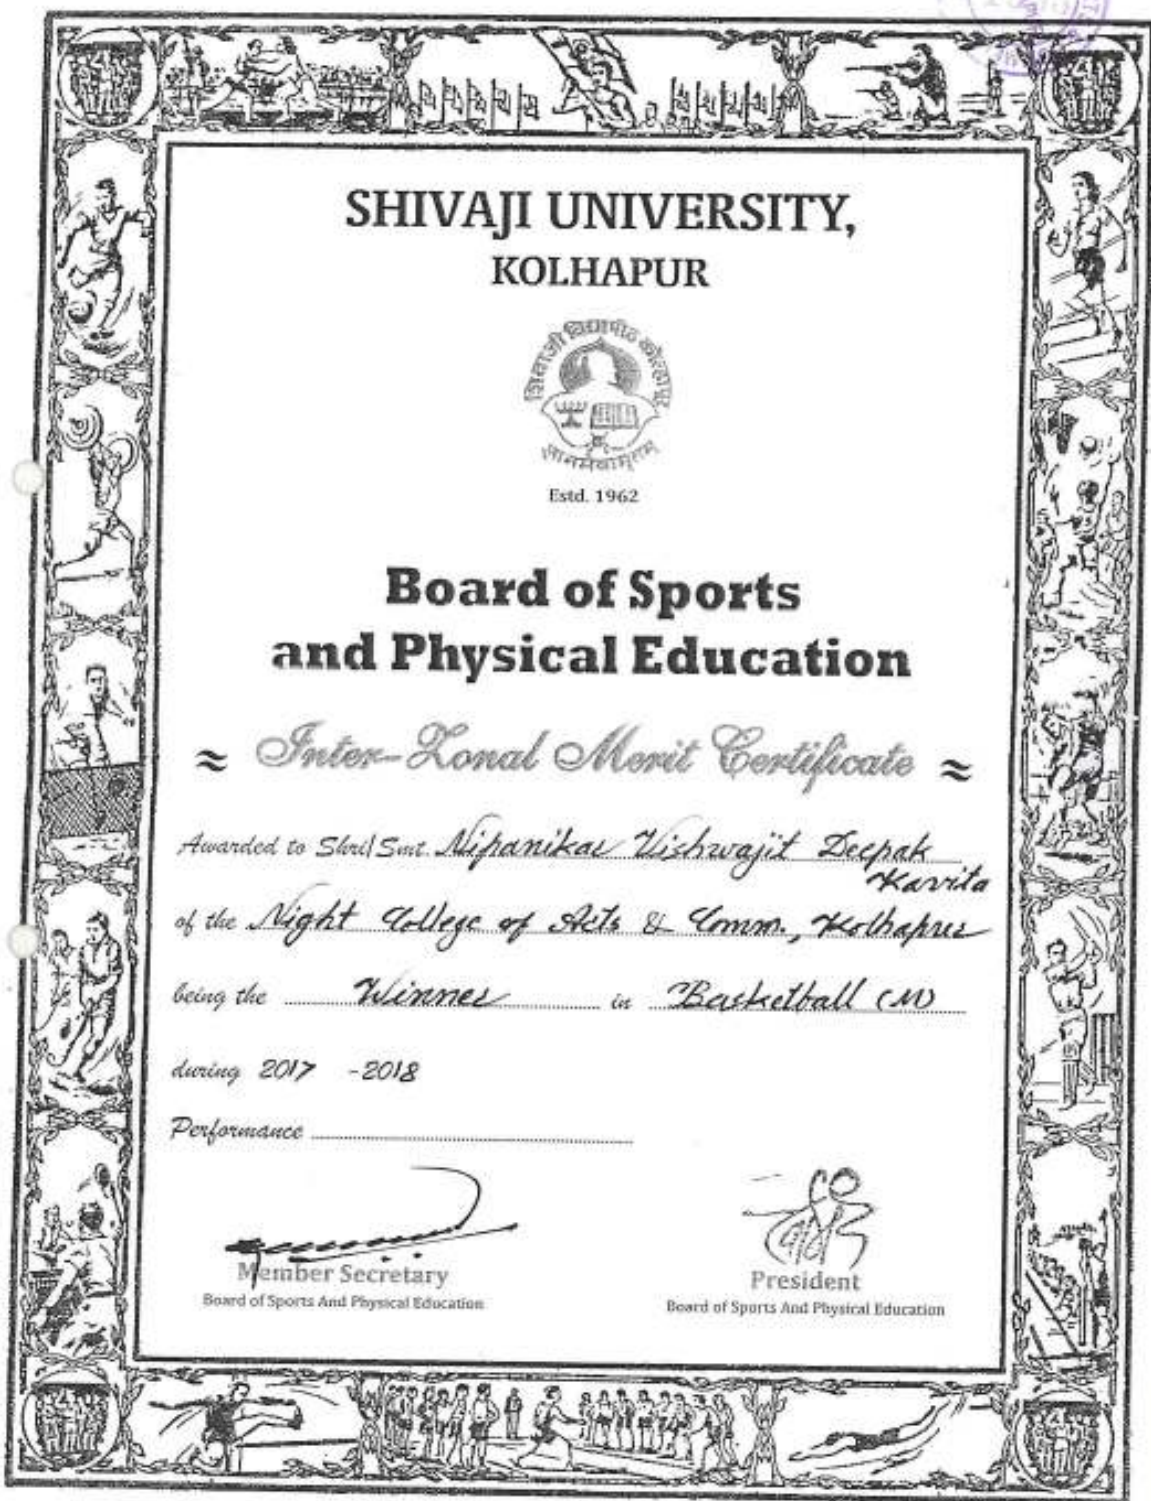 SHIVAJI UNIVERSITY,
KOLHAPUR
शिवाजी विद्यापीठ कोल्हापूर
ज्ञानमेवामृतम्
Estd. 1962
Board of Sports
and Physical Education
≈ Inter-Zonal Merit Certificate ≈
Awarded to Shri/Smt. Nipanikar Vishwajit Deepak
Kavita
of the Night College of Arts & Comm., Kolhapur
being the Winner in Basketball (M)
during 2017 -2018
Performance
Member Secretary
Board of Sports And Physical Education
President
Board of Sports And Physical Education